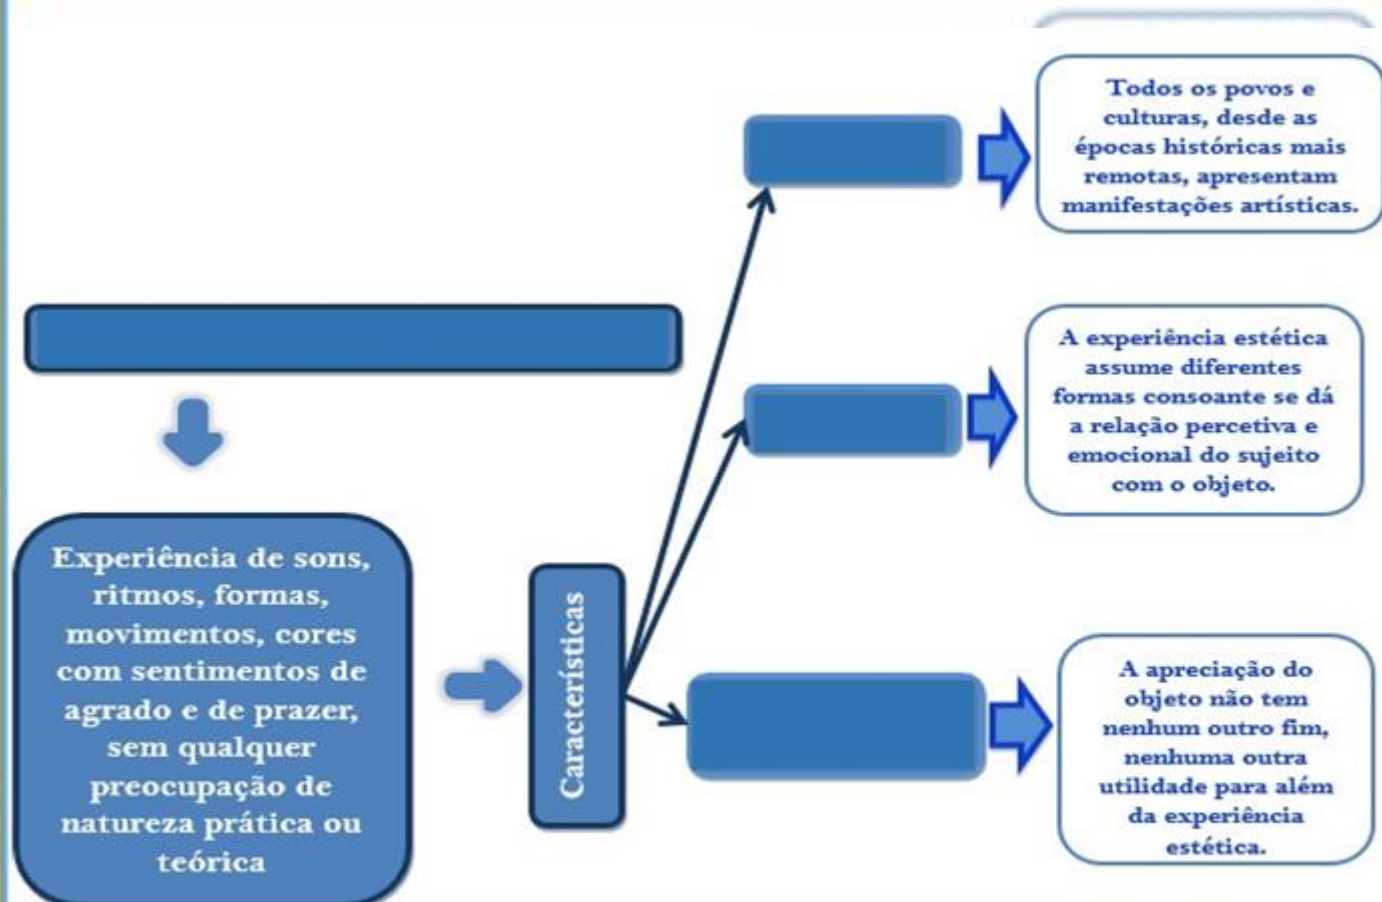 Todos os povos e
culturas, desde as
épocas históricas mais
remotas, apresentam
manifestações artísticas.
A experiência estética
assume diferentes
formas consoante se dá
a relação percetiva e
emocional do sujeito
com o objeto.
Experiência de sons,
ritmos, formas,
movimentos, cores
com sentimentos de
agrado e de prazer,
sem qualquer
preocupação de
natureza prática ou
teórica
Características
A apreciação do
objeto não tem
nenhum outro fim,
nenhuma outra
utilidade para além
da experiência
estética.